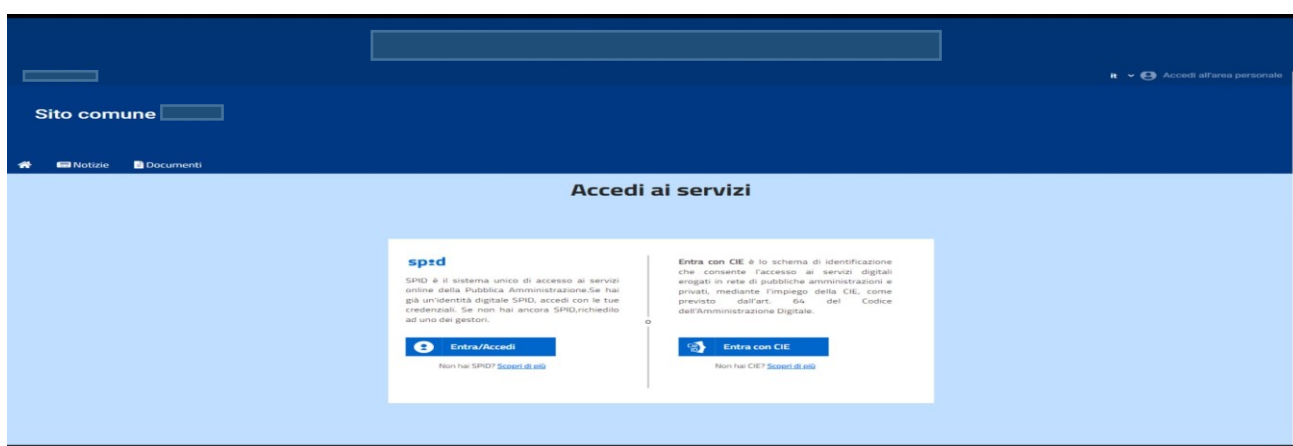 it Accedi all'area personale
Sito comune
Notizie Documenti
Accedi ai servizi
sp:d
SPID è il sistema unico di accesso ai servizi
online della Pubblica Amministrazione.Se hai
già un'identità digitale SPID, accedi con le tue
credenziali. Se non hai ancora SPID,richiedilo
ad uno dei gestori.
Entra/Accedi
Non hai SPID? Scopri di più
o
Entra con CIE è lo schema di identificazione
che consente l'accesso ai servizi digitali
erogati in rete di pubbliche amministrazioni e
privati, mediante l'impiego della CIE, come
previsto dall'art. 64 del Codice
dell'Amministrazione Digitale.
Entra con CIE
Non hai CIE? Scopri di più